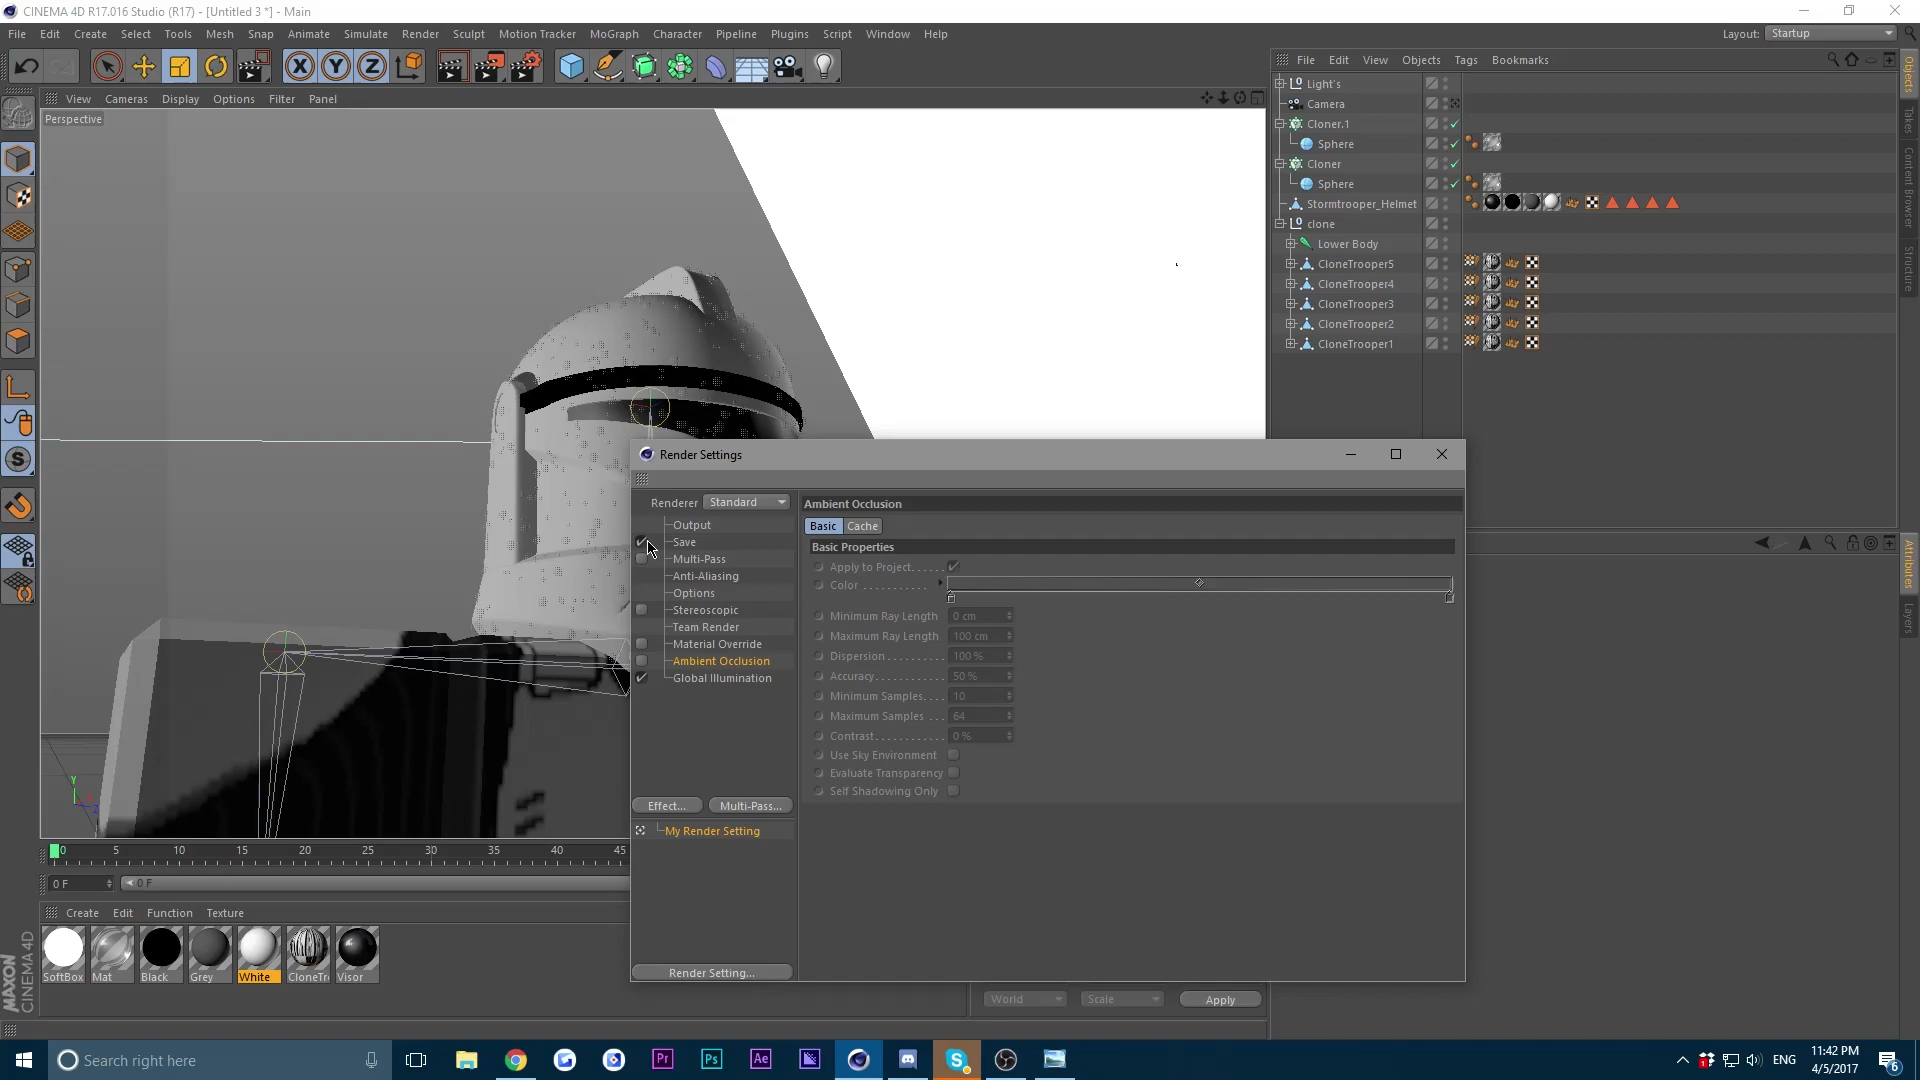 CINEMA 4D R17.016 Studio (R17) - [Untitled 3 *] - Main
File Edit Create Select Tools Mesh Snap Animate Simulate Render Sculpt Motion Tracker MoGraph Character Pipeline Plugins Script Window Help
Layout: Startup
File Edit View Objects Tags Bookmarks
View Cameras Display Options Filter Panel
Perspective
Light's
Camera
Cloner.1
Sphere
Cloner
Sphere
Stormtrooper_Helmet
clone
Lower Body
CloneTrooper5
CloneTrooper4
CloneTrooper3
CloneTrooper2
CloneTrooper1
Objects
Takes
Content Browser
Structure
Attributes
Layers
Render Settings
Renderer Standard
Output
Save
Multi-Pass
Anti-Aliasing
Options
Stereoscopic
Team Render
Material Override
Ambient Occlusion
Global Illumination
Effect... Multi-Pass...
My Render Setting
Render Setting...
Ambient Occlusion
Basic Cache
Basic Properties
Apply to Project......
Color ...........
Minimum Ray Length 0 cm
Maximum Ray Length 100 cm
Dispersion.......... 100 %
Accuracy............ 50 %
Minimum Samples.... 10
Maximum Samples ... 64
Contrast............ 0 %
Use Sky Environment
Evaluate Transparency
Self Shadowing Only
0 5 10 15 20 25 30 35 40 45
0 F 0 F
Create Edit Function Texture
SoftBox Mat Black Grey White CloneTr Visor
World Scale Apply
MAXON
CINEMA 4D
Search right here
ENG
11:42 PM
4/5/2017